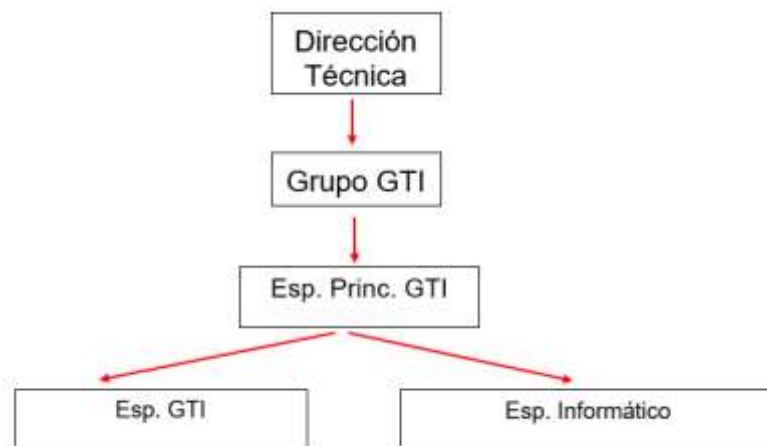 Dirección
Técnica
Grupo GTI
Esp. Princ. GTI
Esp. GTI
Esp. Informático